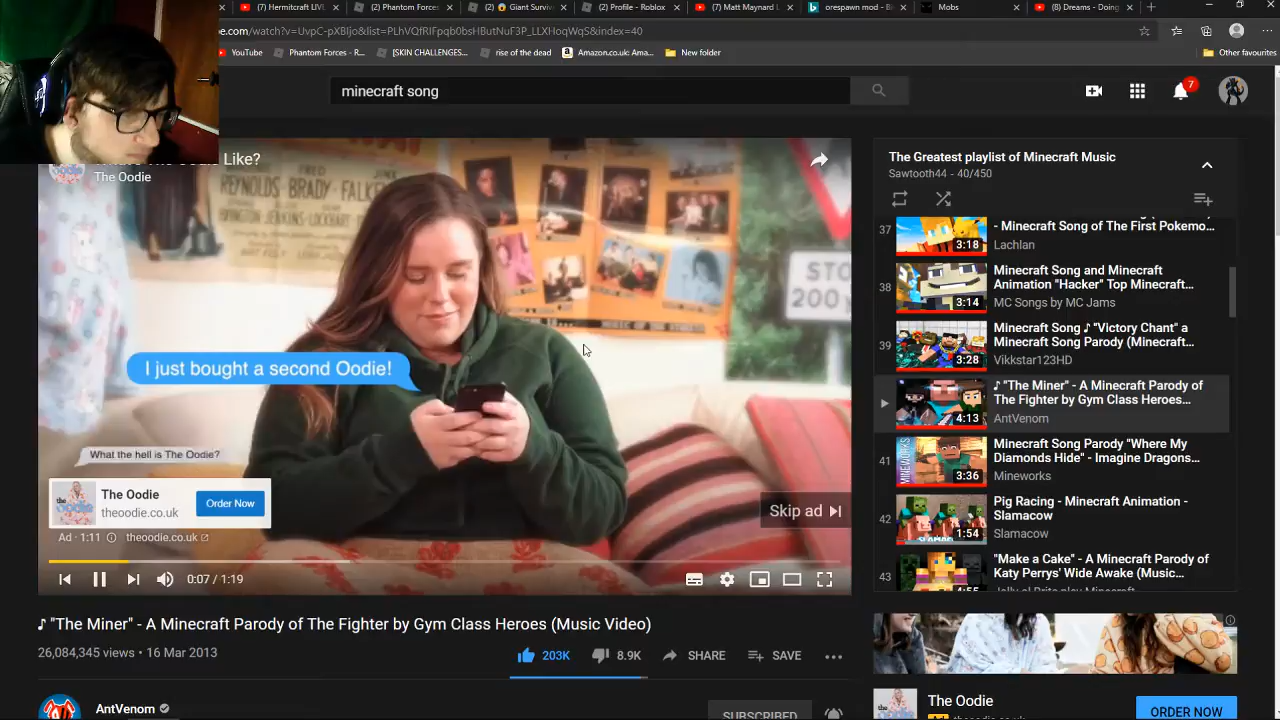 (7) Hermitcraft LIVE
Phantom Forces
(2) Giant Surviv
(2) Profile - Roblox
(7) Matt Maynard L
orespawn mod - Bi
Mobs
(8) Dreams - Doing
e.com/watch?v=UvpC-pXBIjo&list=PLhVQfRIFpqb0bsHButNuF3P_LLXHoqWqS&index=40
YouTube
Phantom Forces -
[SKIN CHALLENGES...
rise of the dead
Amazon.co.uk: Ama...
New folder
Other favourites
minecraft song
7
Like?
The Oodie
REYNOLDS - BRADY - FALKE
STO
200
I just bought a second Oodie!
What the hell is The Oodie?
The Oodie
theoodie.co.uk
Order Now
Ad · 1:11
theoodie.co.uk
Skip ad
0:07 / 1:19
♪ "The Miner" - A Minecraft Parody of The Fighter by Gym Class Heroes (Music Video)
26,084,345 views • 16 Mar 2013
203K
8.9K
SHARE
SAVE
AntVenom
SUBSCRIBED
The Greatest playlist of Minecraft Music
Sawtooth44 - 40/450
37
- Minecraft Song of The First Pokemo...
Lachlan
3:18
38
Minecraft Song and Minecraft
Animation "Hacker" Top Minecraft...
MC Songs by MC Jams
3:14
39
Minecraft Song ♪ "Victory Chant" a
Minecraft Song Parody (Minecraft...
Vikkstar123HD
3:28
♪ "The Miner" - A Minecraft Parody of
The Fighter by Gym Class Heroes...
AntVenom
4:13
41
Minecraft Song Parody "Where My
Diamonds Hide" - Imagine Dragons...
Mineworks
3:36
42
Pig Racing - Minecraft Animation -
Slamacow
Slamacow
1:54
43
"Make a Cake" - A Minecraft Parody of
Katy Perrys' Wide Awake (Music...
The Oodie
ORDER NOW